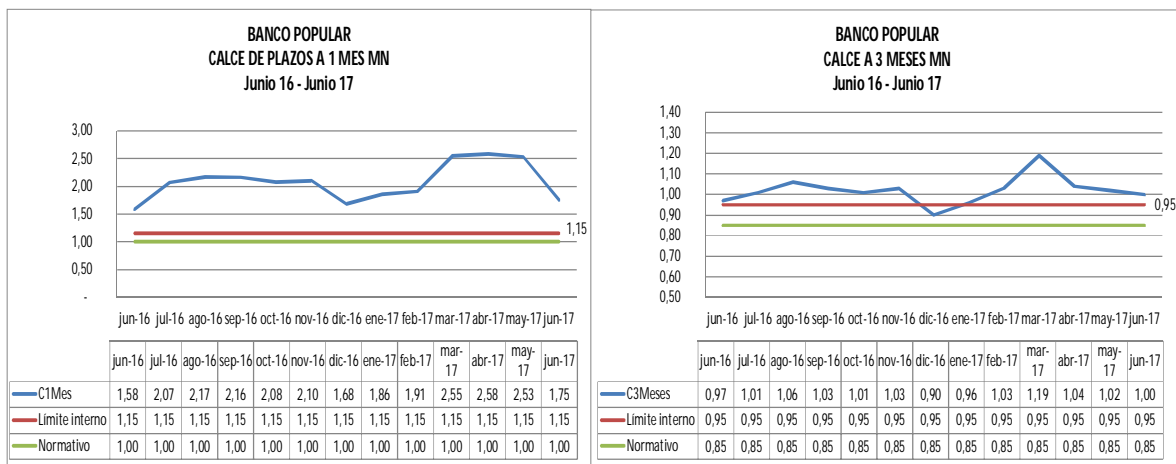 BANCO POPULAR
CALCE DE PLAZOS A 1 MES MN
Junio 16 - Junio 17
3,00
2,50
2,00
1,50
1,00
0,50
-
1,15
jun-16 jul-16 ago-16 sep-16 oct-16 nov-16 dic-16 ene-17 feb-17 mar-17 abr-17 may-17 jun-17
jun-16 jul-16 ago-16 sep-16 oct-16 nov-16 dic-16 ene-17 feb-17 mar-17 abr-17 may-17 jun-17
C1Mes 1,58 2,07 2,17 2,16 2,08 2,10 1,68 1,86 1,91 2,55 2,58 2,53 1,75
Límite interno 1,15 1,15 1,15 1,15 1,15 1,15 1,15 1,15 1,15 1,15 1,15 1,15 1,15
Normativo 1,00 1,00 1,00 1,00 1,00 1,00 1,00 1,00 1,00 1,00 1,00 1,00 1,00
BANCO POPULAR
CALCE A 3 MESES MN
Junio 16 - Junio 17
1,40
1,30
1,20
1,10
1,00
0,90
0,80
0,70
0,60
0,50
0,95
jun-16 jul-16 ago-16 sep-16 oct-16 nov-16 dic-16 ene-17 feb-17 mar-17 abr-17 may-17 jun-17
jun-16 jul-16 ago-16 sep-16 oct-16 nov-16 dic-16 ene-17 feb-17 mar-17 abr-17 may-17 jun-17
C3Meses 0,97 1,01 1,06 1,03 1,01 1,03 0,90 0,96 1,03 1,19 1,04 1,02 1,00
Límite interno 0,95 0,95 0,95 0,95 0,95 0,95 0,95 0,95 0,95 0,95 0,95 0,95 0,95
Normativo 0,85 0,85 0,85 0,85 0,85 0,85 0,85 0,85 0,85 0,85 0,85 0,85 0,85